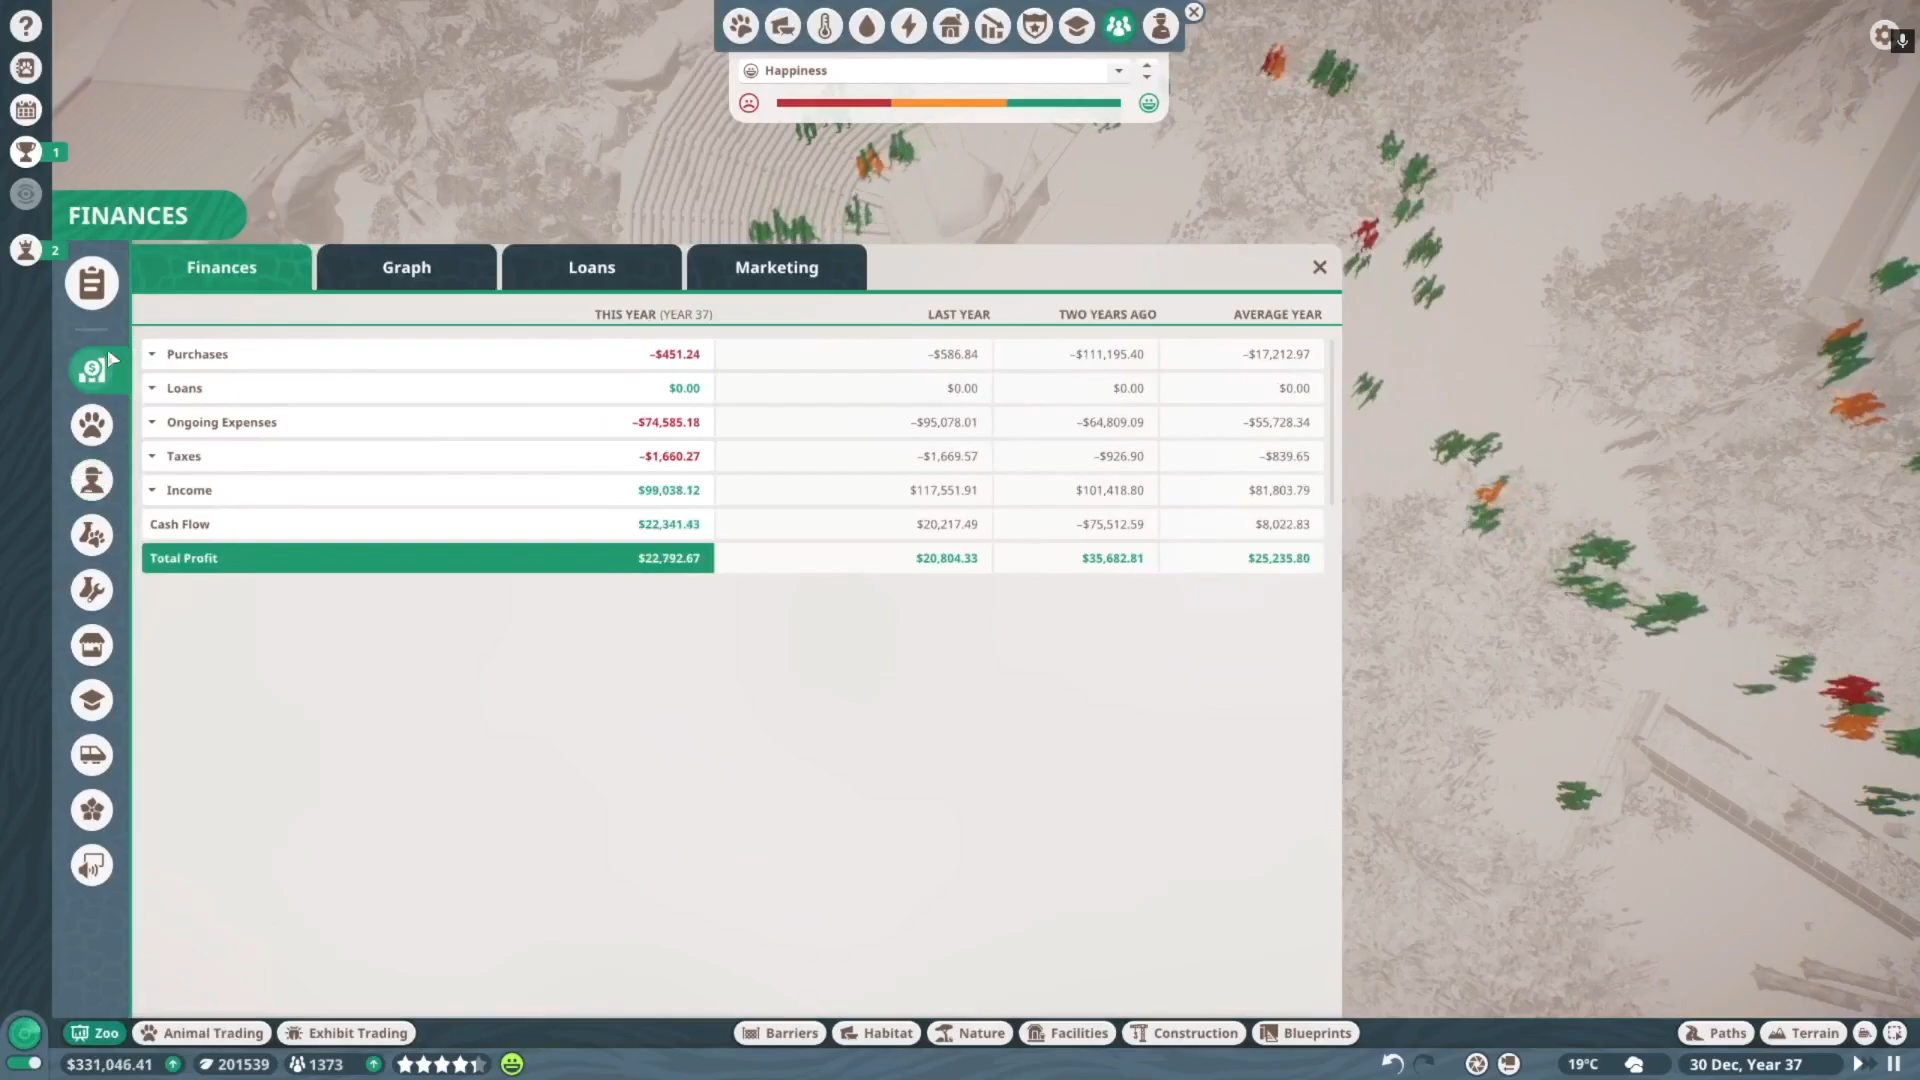 Happiness
1
FINANCES
2
Finances Graph Loans Marketing
THIS YEAR (YEAR 37) LAST YEAR TWO YEARS AGO AVERAGE YEAR
Purchases –$451.24 –$586.84 –$111,195.40 –$17,212.97
Loans $0.00 $0.00 $0.00 $0.00
Ongoing Expenses –$74,585.18 –$95,078.01 –$64,809.09 –$55,728.34
Taxes –$1,660.27 –$1,669.57 –$926.90 –$839.65
Income $99,038.12 $117,551.91 $101,418.80 $81,803.79
Cash Flow $22,341.43 $20,217.49 –$75,512.59 $8,022.83
Total Profit $22,792.67 $20,804.33 $35,682.81 $25,235.80
Zoo Animal Trading Exhibit Trading Barriers Habitat Nature Facilities Construction Blueprints Paths Terrain
$331,046.41 201539 1373 19°C 30 Dec, Year 37